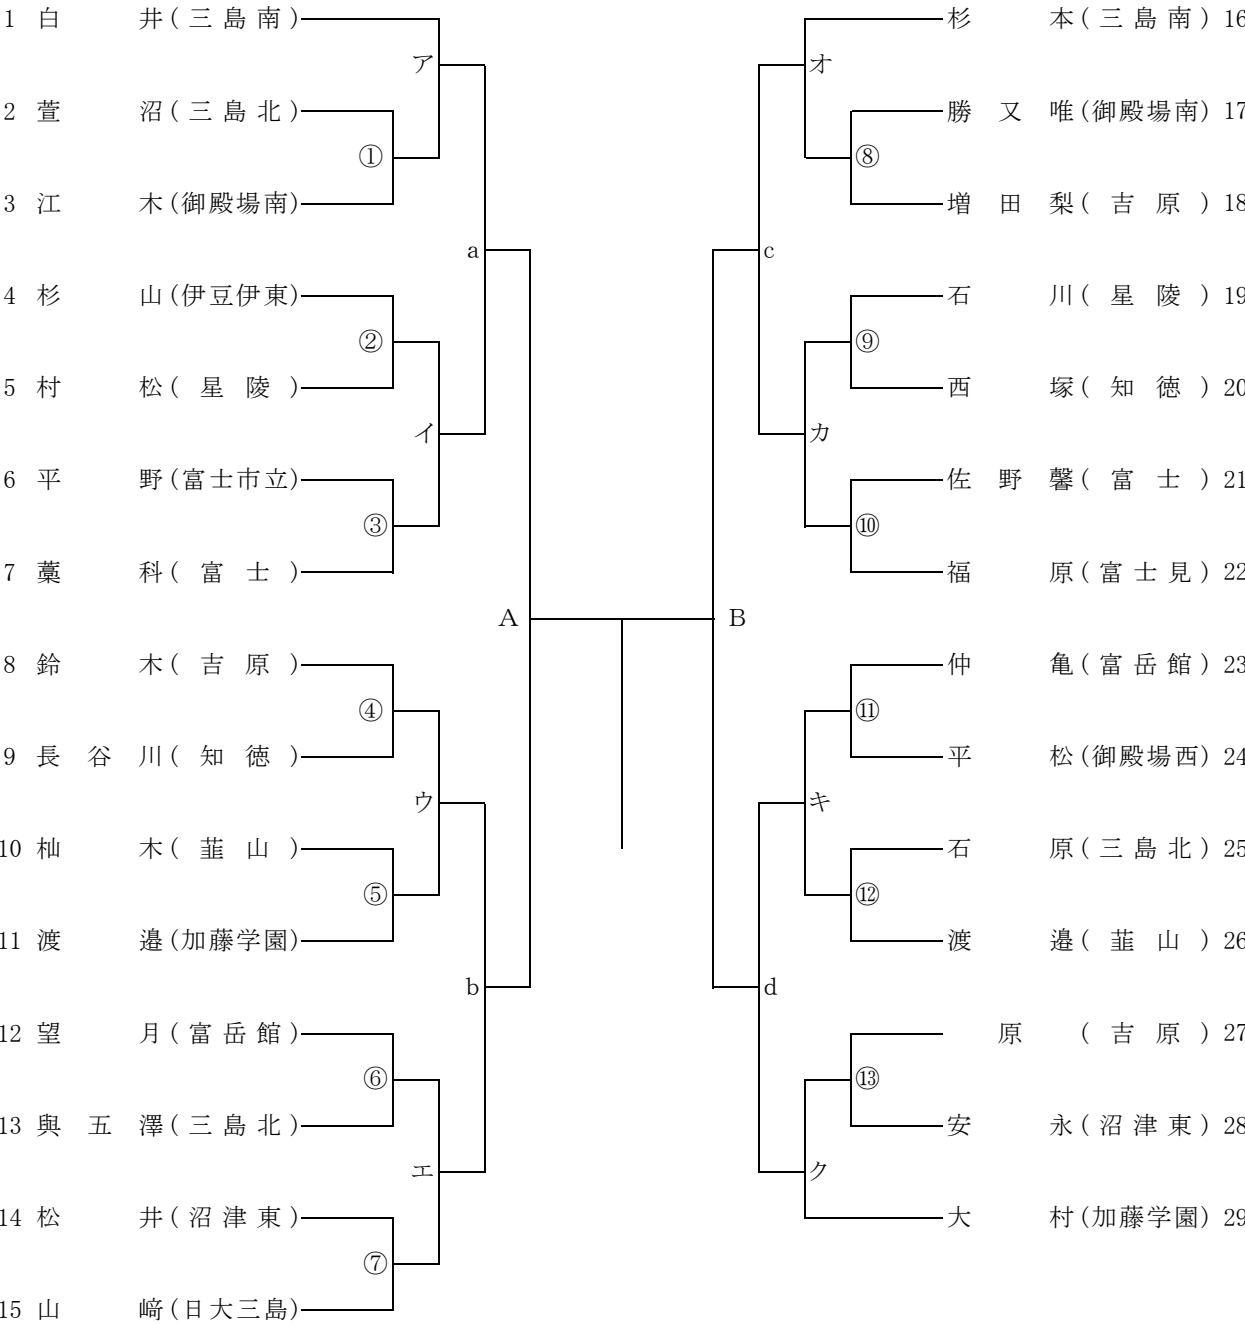 1 白 井(三島南)
ア
2 萱 沼(三島北)
①
3 江 木(御殿場南)
a
4 杉 山(伊豆伊東)
②
5 村 松(星陵)
イ
6 平 野(富士市立)
③
7 藁 科(富士)
A
8 鈴 木(吉原)
④
9 長 谷 川(知徳)
ウ
10 杣 木(韮山)
⑤
11 渡 邉(加藤学園)
b
12 望 月(富岳館)
⑥
13 與 五 澤(三島北)
エ
14 松 井(沼津東)
⑦
15 山 﨑(日大三島)
杉 本(三島南) 16
オ
勝 又 唯(御殿場南) 17
⑧
増 田 梨(吉原) 18
c
石 川(星陵) 19
⑨
西 塚(知徳) 20
カ
佐 野 馨(富士) 21
⑩
福 原(富士見) 22
B
仲 亀(富岳館) 23
⑪
平 松(御殿場西) 24
キ
石 原(三島北) 25
⑫
渡 邉(韮山) 26
d
原 (吉原) 27
⑬
安 永(沼津東) 28
ク
大 村(加藤学園) 29